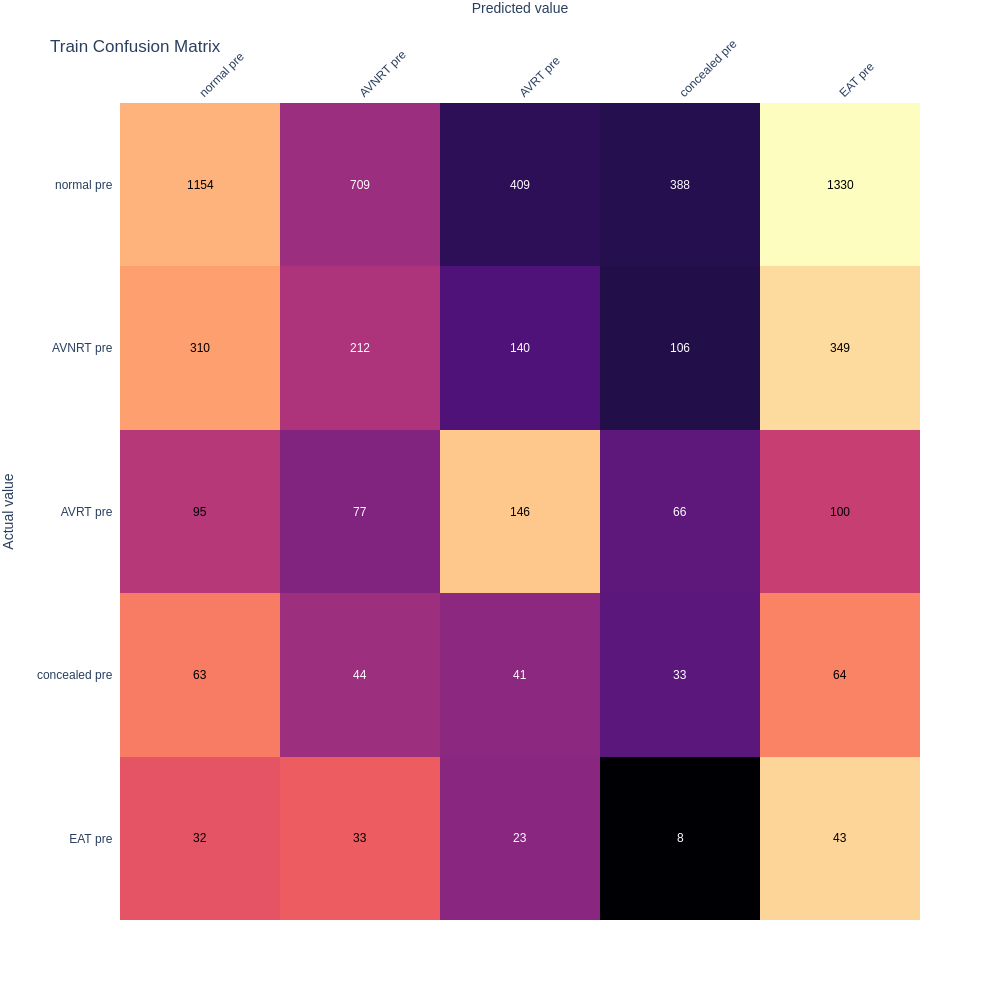 Predicted value
Train Confusion Matrix
normal pre AVNRT pre AVRT pre concealed pre EAT pre
normal pre 1154 709 409 388 1330
AVNRT pre 310 212 140 106 349
AVRT pre 95 77 146 66 100
concealed pre 63 44 41 33 64
EAT pre 32 33 23 8 43
Actual value